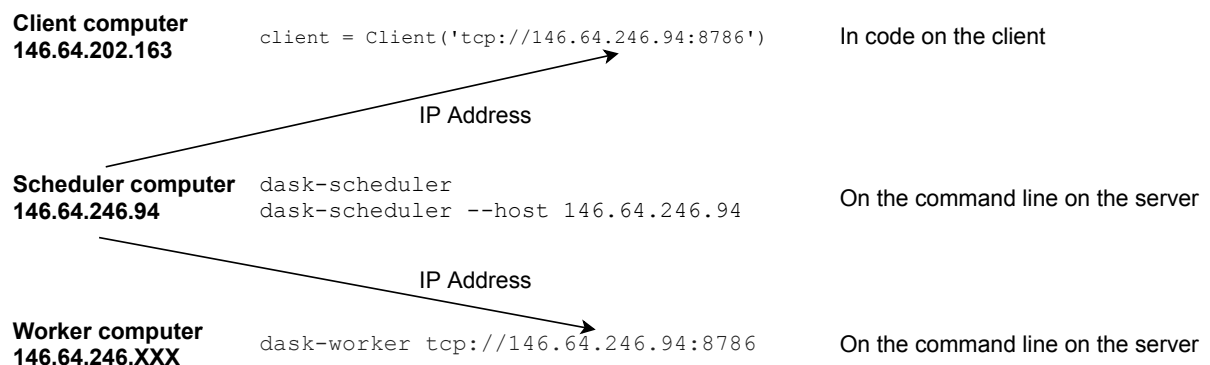 Client computer
146.64.202.163
client = Client('tcp://146.64.246.94:8786')
In code on the client
IP Address
Scheduler computer
146.64.246.94
dask-scheduler
dask-scheduler --host 146.64.246.94
On the command line on the server
IP Address
Worker computer
146.64.246.XXX
dask-worker tcp://146.64.246.94:8786
On the command line on the server